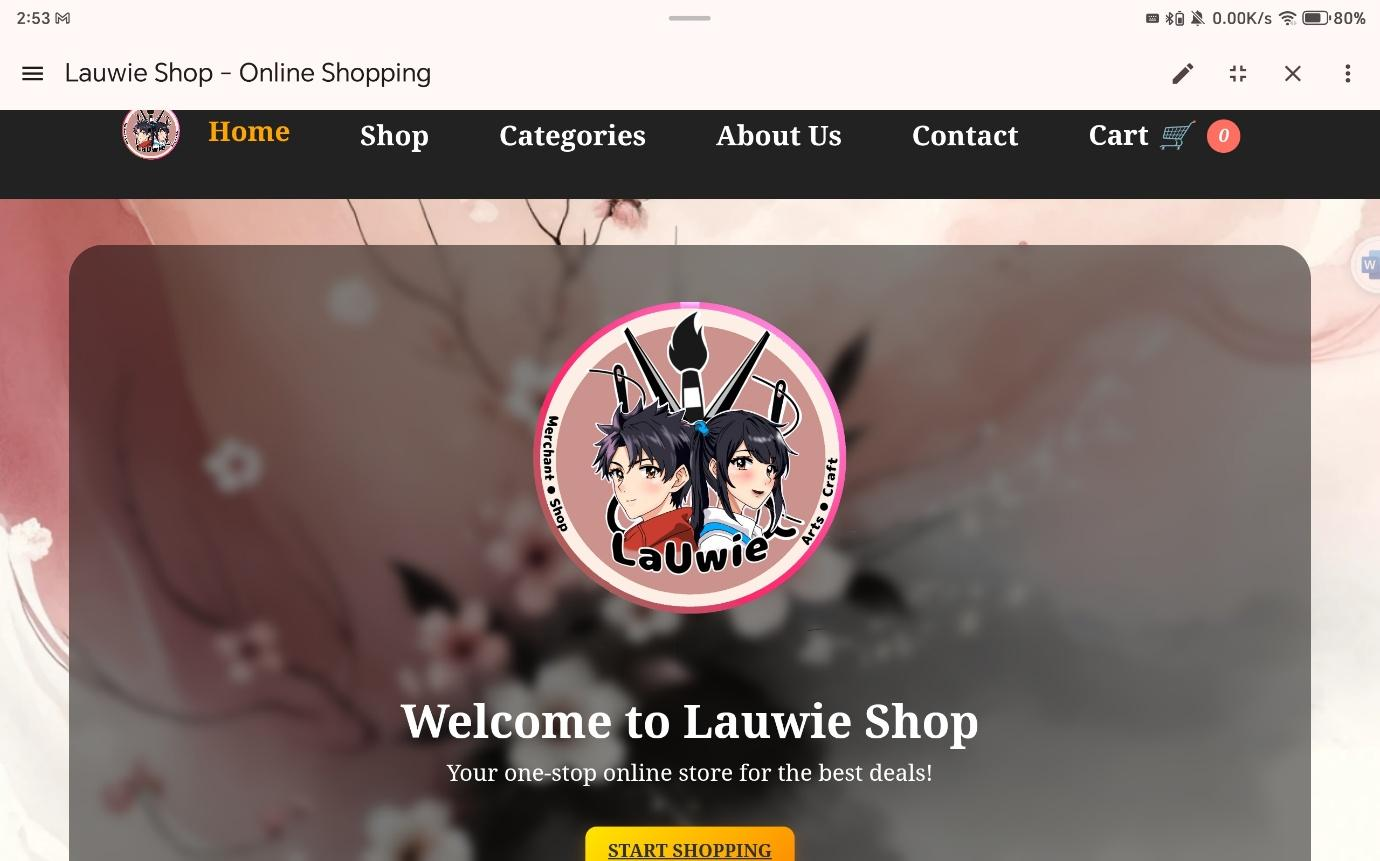 2:53 0.00K/s 80%
Lauwie Shop - Online Shopping
LaUwie
Home Shop Categories About Us Contact Cart 0
W
Merchant • Shop
Arts • Craft
LaUwie
Welcome to Lauwie Shop
Your one-stop online store for the best deals!
START SHOPPING